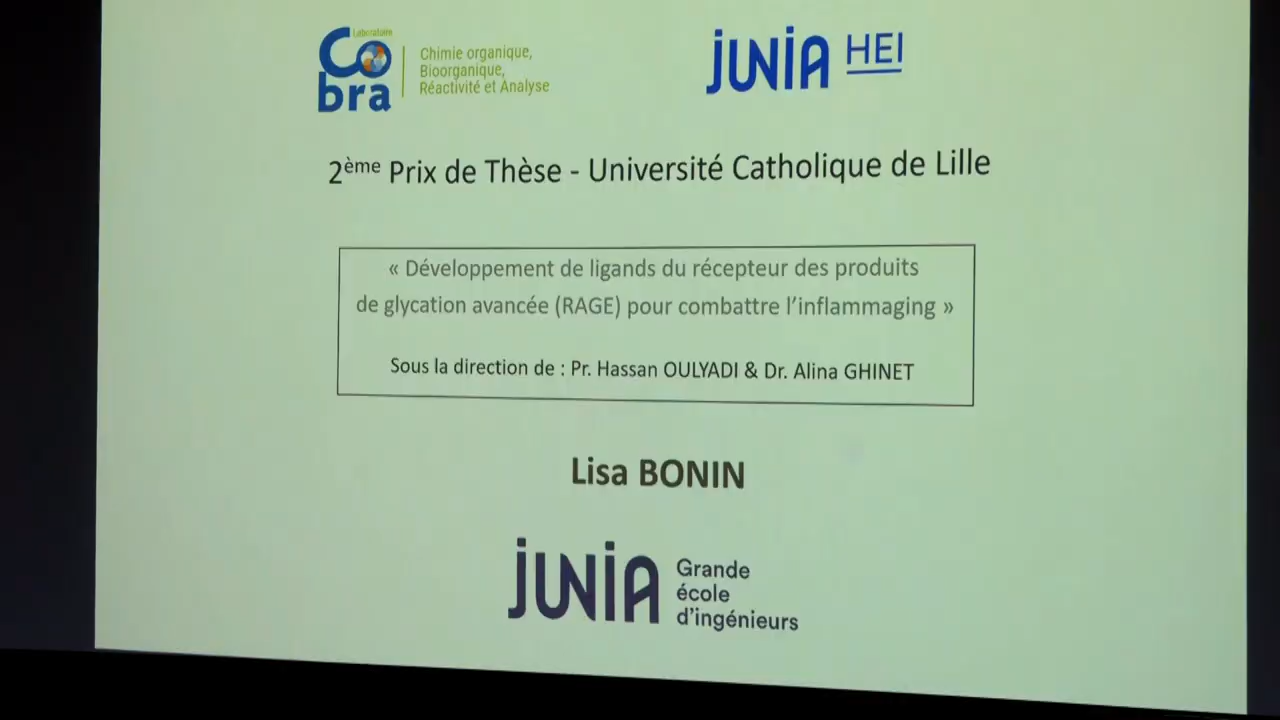 Laboratoire
Cobra
Chimie organique,
Bioorganique,
Réactivité et Analyse
JUNIA HEI
2ème Prix de Thèse - Université Catholique de Lille
« Développement de ligands du récepteur des produits
de glycation avancée (RAGE) pour combattre l’inflammaging »
Sous la direction de : Pr. Hassan OULYADI & Dr. Alina GHINET
Lisa BONIN
JUNIA
Grande
école
d’ingénieurs